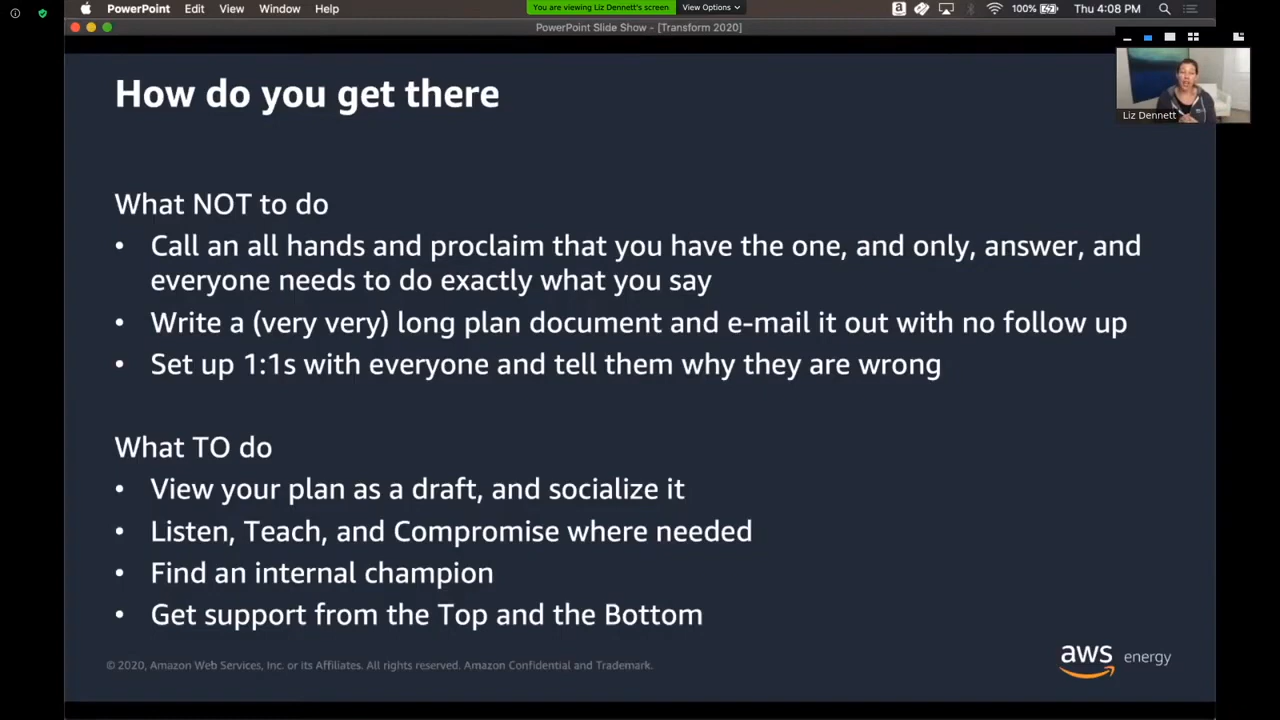 PowerPoint Edit View Window Help
You are viewing Liz Dennett's screen View Options
100% Thu 4:08 PM
PowerPoint Slide Show - [Transform 2020]
Liz Dennett
How do you get there
What NOT to do
• Call an all hands and proclaim that you have the one, and only, answer, and
everyone needs to do exactly what you say
• Write a (very very) long plan document and e-mail it out with no follow up
• Set up 1:1s with everyone and tell them why they are wrong
What TO do
• View your plan as a draft, and socialize it
• Listen, Teach, and Compromise where needed
• Find an internal champion
• Get support from the Top and the Bottom
© 2020, Amazon Web Services, Inc. or its Affiliates. All rights reserved. Amazon Confidential and Trademark.
aws energy